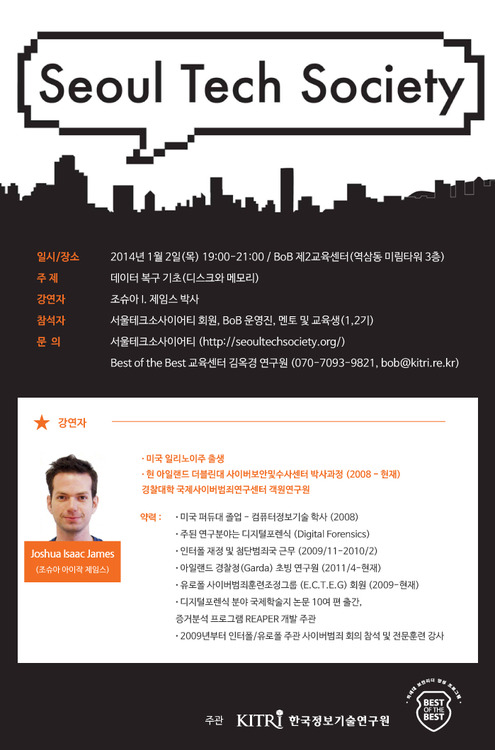 Seoul Tech Society
일시/장소 2014년 1월 2일(목) 19:00-21:00 / BoB 제2교육센터(역삼동 미림타워 3층)
주 제 데이터 복구 기초(디스크와 메모리)
강연자 조슈아 I. 제임스 박사
참석자 서울테크소사이어티 회원, BoB 운영진, 멘토 및 교육생(1,2기)
문 의 서울테크소사이어티 (http://seoultechsociety.org/)
Best of the Best 교육센터 김옥경 연구원 (070-7093-9821, bob@kitri.re.kr)
★ 강연자
· 미국 일리노이주 출생
· 현 아일랜드 더블린대 사이버보안및수사센터 박사과정 (2008 - 현재)
경찰대학 국제사이버범죄연구센터 객원연구원
약력 : · 미국 퍼듀대 졸업 - 컴퓨터정보기술 학사 (2008)
· 주된 연구분야는 디지털포렌식 (Digital Forensics)
· 인터폴 재정 및 첨단범죄국 근무 (2009/11-2010/2)
· 아일랜드 경찰청(Garda) 초빙 연구원 (2011/4-현재)
· 유로폴 사이버범죄훈련조정그룹 (E.C.T.E.G) 회원 (2009-현재)
· 디지털포렌식 분야 국제학술지 논문 10여 편 출간,
증거분석 프로그램 REAPER 개발 주관
· 2009년부터 인터폴/유로폴 주관 사이버범죄 회의 참석 및 전문훈련 강사
Joshua Isaac James
(조슈아 아이작 제임스)
주관 KITRI 한국정보기술연구원
BEST
OF THE
BEST